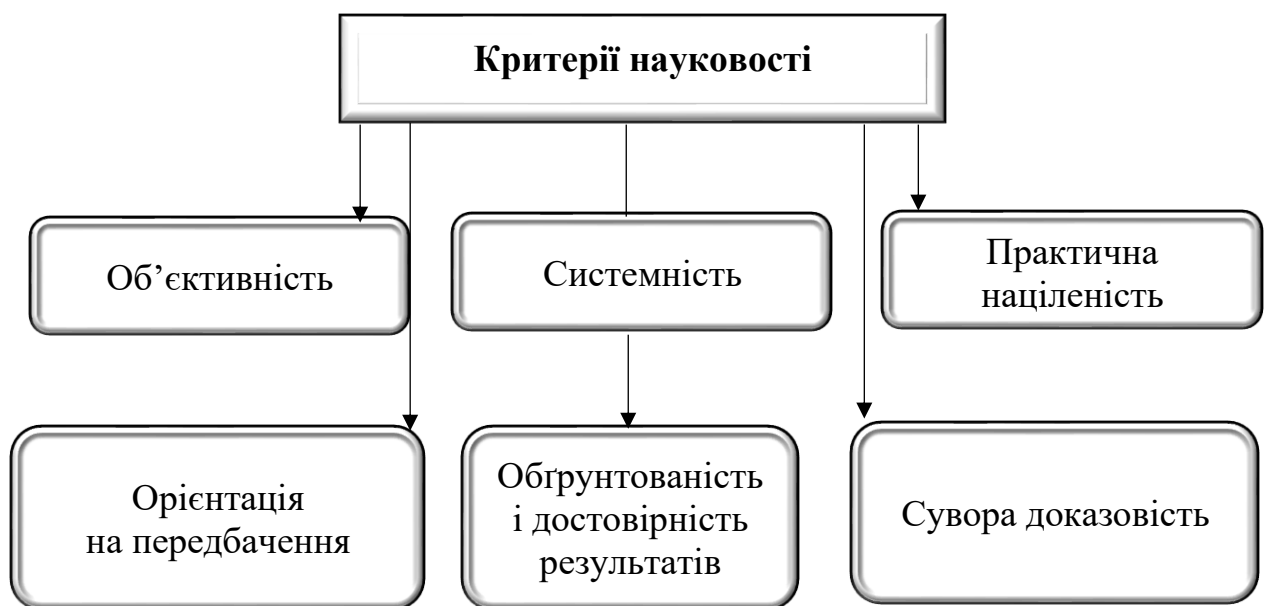 Критерії науковості
Об’єктивність
Системність
Практична
націленість
Орієнтація
на передбачення
Обґрунтованість
і достовірність
результатів
Сувора доказовість